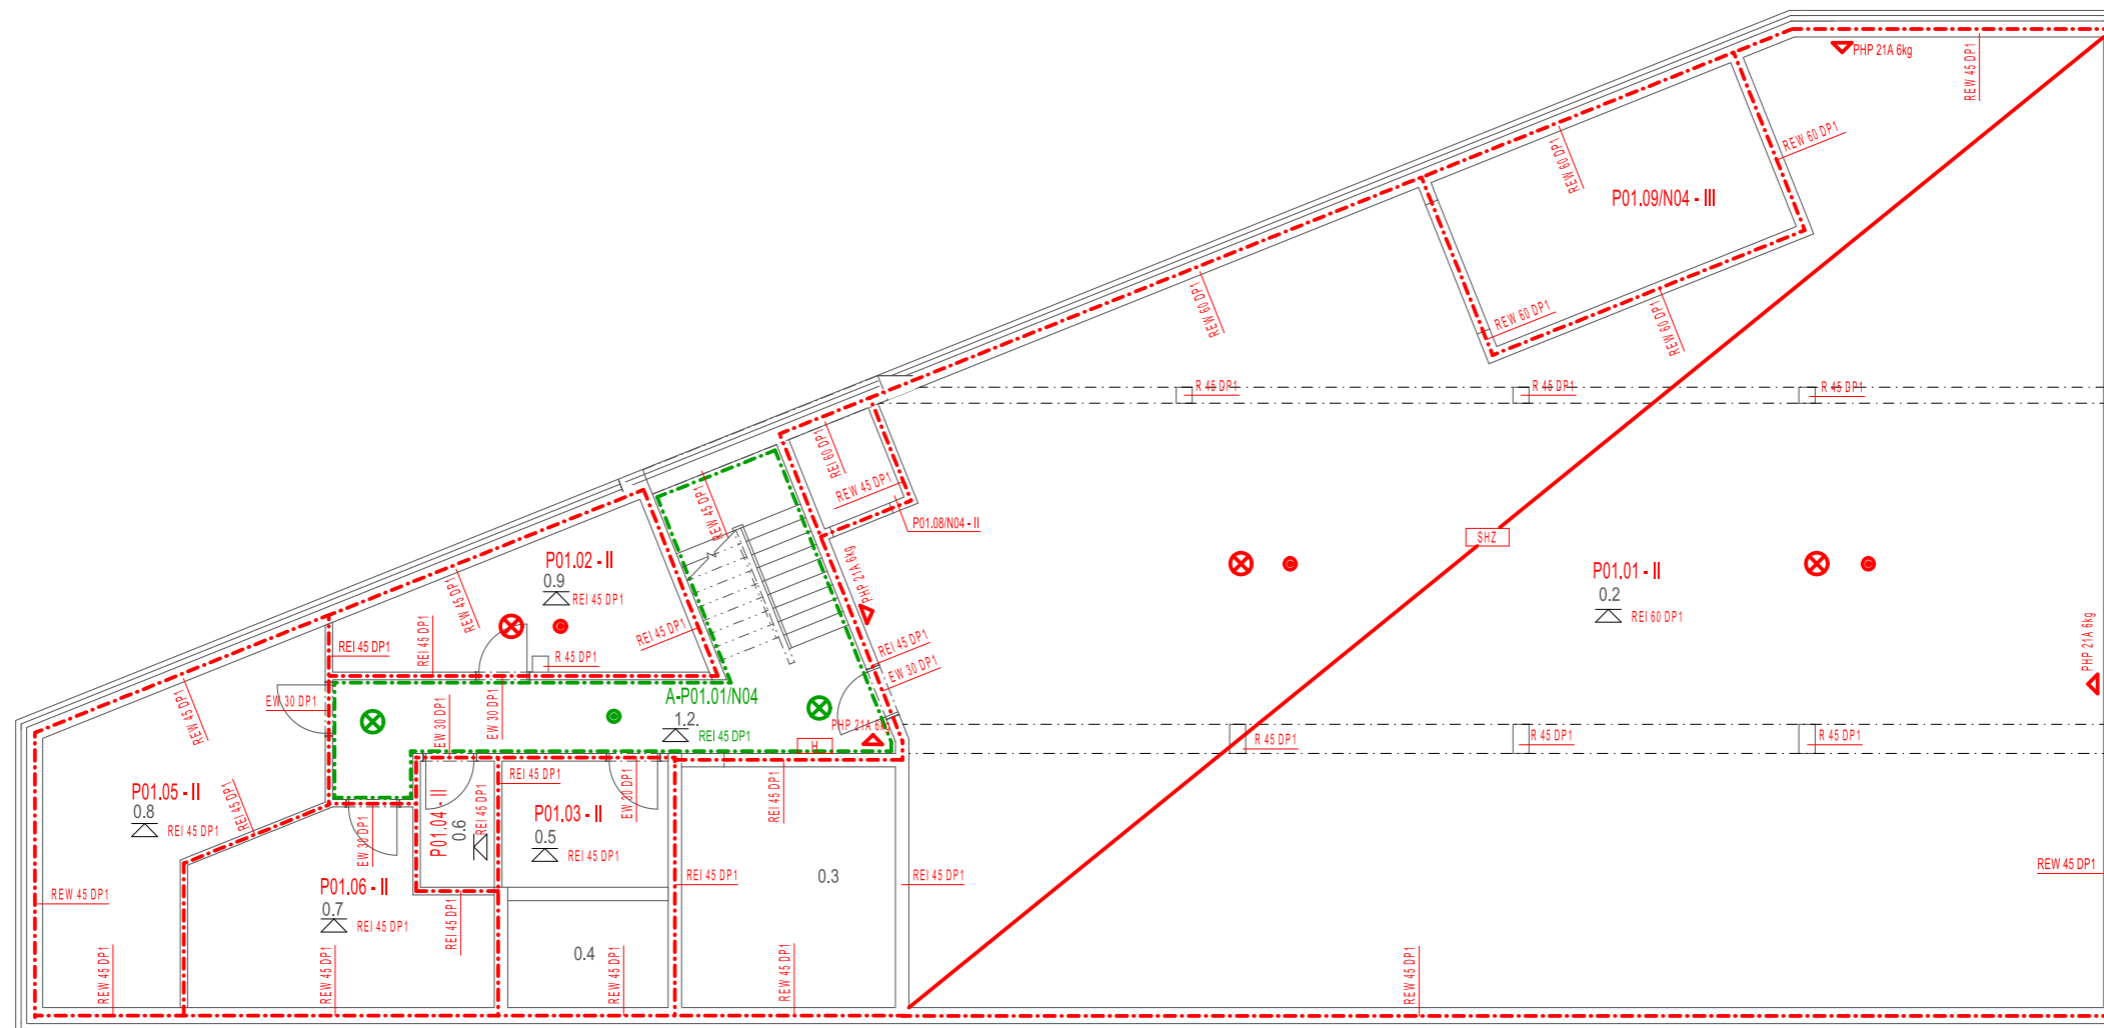 PHP 21A 6kg
REW 45 DP1
REW 60 DP1
REW 60 DP1
P01.09/N04 - III
REW 60 DP1
REW 60 DP1
REW 60 DP1
R 45 DP1
R 45 DP1
R 45 DP1
REI 60 DP1
REW 45 DP1
REW 45 DP1
P01.08/N04 - II
SHZ
P01.02 - II
0.9
REI 45 DP1
REW 45 DP1
PHP 21A 6kg
P01.01 - II
0.2
REI 60 DP1
REI 45 DP1
REI 45 DP1
REI 45 DP1
R 45 DP1
REI 45 DP1
EW 30 DP1
PHP 21A 6kg
REW 45 DP1
EW 30 DP1
EW 30 DP1
EW 30 DP1
A-P01.01/N04
1.2.
REI 45 DP1
PHP 21A 6kg
H
R 45 DP1
R 45 DP1
R 45 DP1
P01.05 - II
0.8
REI 45 DP1
REI 45 DP1
EW 30 DP1
P01.04 - II
0.6
REI 45 DP1
REI 45 DP1
P01.03 - II
0.5
REI 45 DP1
EW 30 DP1
REI 45 DP1
P01.06 - II
0.7
REI 45 DP1
REW 45 DP1
REI 45 DP1
REI 45 DP1
0.3
REI 45 DP1
REW 45 DP1
0.4
REW 45 DP1
REW 45 DP1
REW 45 DP1
REW 45 DP1
REW 45 DP1